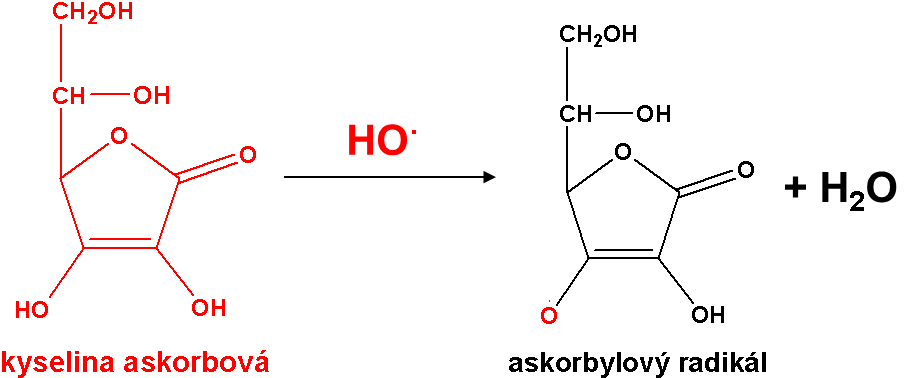 CH₂OH
CH OH
O
O
HO
OH
kyselina askorbová
HO·
CH₂OH
CH OH
O
O
O
OH
askorbylový radikál
+ H₂O